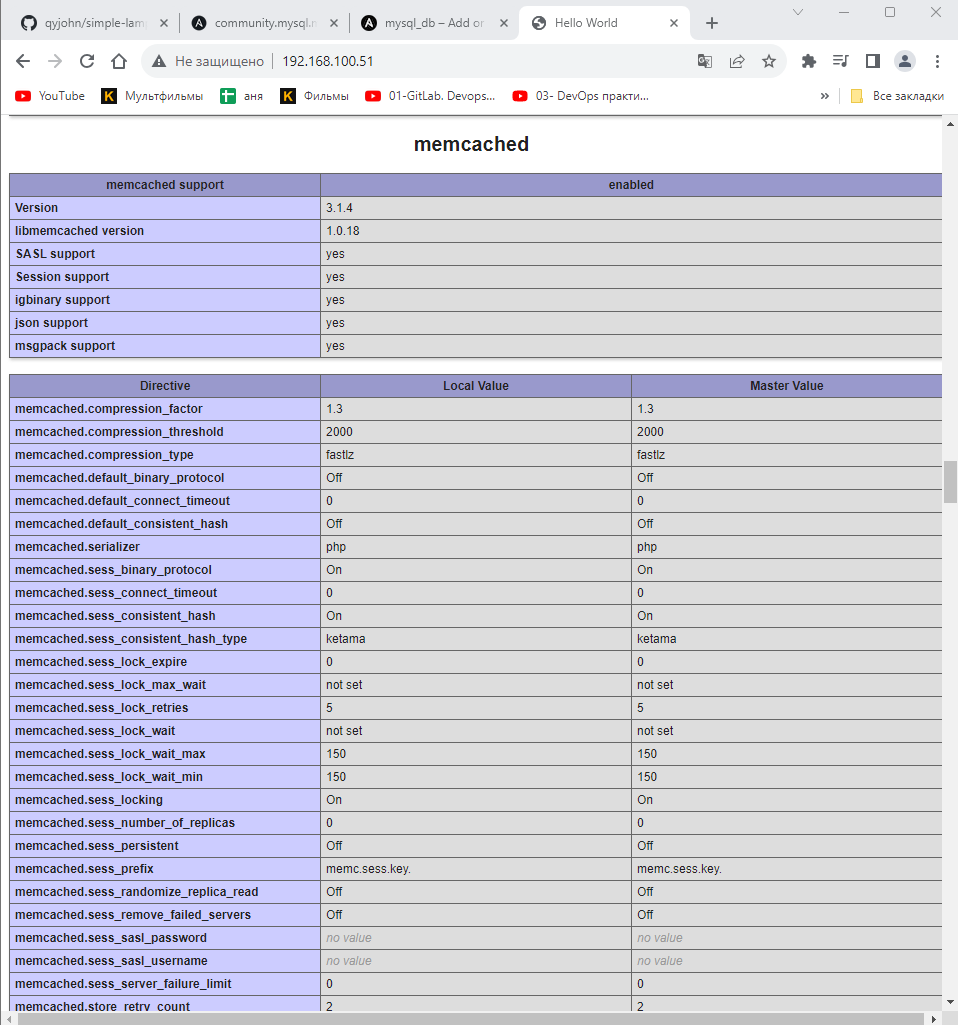 qyjohn/simple-lam
community.mysql.m
mysql_db – Add or
Hello World
Не защищено
192.168.100.51
YouTube
Мультфильмы
аня
Фильмы
01-GitLab. Devops...
03- DevOps практи...
»
Все закладки
memcached
memcached support enabled
Version 3.1.4
libmemcached version 1.0.18
SASL support yes
Session support yes
igbinary support yes
json support yes
msgpack support yes
Directive Local Value Master Value
memcached.compression_factor 1.3 1.3
memcached.compression_threshold 2000 2000
memcached.compression_type fastlz fastlz
memcached.default_binary_protocol Off Off
memcached.default_connect_timeout 0 0
memcached.default_consistent_hash Off Off
memcached.serializer php php
memcached.sess_binary_protocol On On
memcached.sess_connect_timeout 0 0
memcached.sess_consistent_hash On On
memcached.sess_consistent_hash_type ketama ketama
memcached.sess_lock_expire 0 0
memcached.sess_lock_max_wait not set not set
memcached.sess_lock_retries 5 5
memcached.sess_lock_wait not set not set
memcached.sess_lock_wait_max 150 150
memcached.sess_lock_wait_min 150 150
memcached.sess_locking On On
memcached.sess_number_of_replicas 0 0
memcached.sess_persistent Off Off
memcached.sess_prefix memc.sess.key. memc.sess.key.
memcached.sess_randomize_replica_read Off Off
memcached.sess_remove_failed_servers Off Off
memcached.sess_sasl_password no value no value
memcached.sess_sasl_username no value no value
memcached.sess_server_failure_limit 0 0
memcached.store_retry_count 2 2